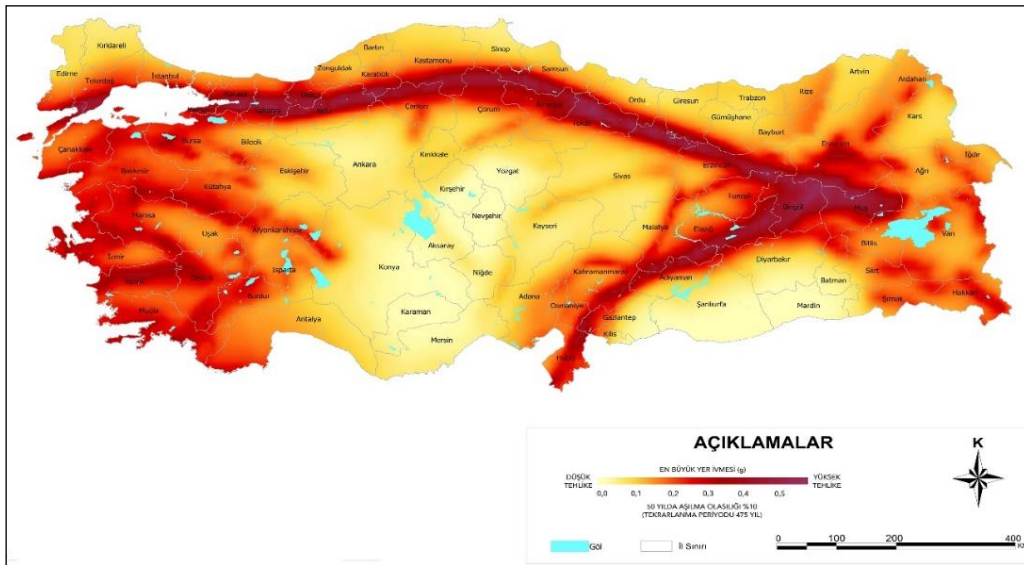 Kırklareli
Edirne
Tekirdağ
İstanbul
Zonguldak
Bartın
Karabük
Kastamonu
Sinop
Samsun
Çankırı
Çorum
Amasya
Tokat
Ordu
Giresun
Trabzon
Rize
Artvin
Ardahan
Gümüşhane
Bayburt
Kars
Iğdır
Ağrı
Erzurum
Erzincan
Çanakkale
Balıkesir
Bursa
Bilecik
Eskişehir
Kütahya
Ankara
Kırıkkale
Kırşehir
Yozgat
Sivas
Nevşehir
Kayseri
Malatya
Elazığ
Tunceli
Bingöl
Muş
Bitlis
Van
Manisa
Uşak
Afyonkarahisar
İzmir
Isparta
Burdur
Muğla
Antalya
Konya
Aksaray
Niğde
Karaman
Mersin
Adana
Kahramanmaraş
Osmaniye
Gaziantep
Kilis
Hatay
Adıyaman
Şanlıurfa
Diyarbakır
Batman
Mardin
Siirt
Şırnak
Hakkari
AÇIKLAMALAR
K
EN BÜYÜK YER İVMESİ (g)
DÜŞÜK
TEHLİKE
YÜKSEK
TEHLİKE
0,0 0,1 0,2 0,3 0,4 0,5
50 YILDA AŞILMA OLASILIĞI %10
(TEKRARLANMA PERİYODU 475 YIL)
Göl
İl Sınırı
0 100 200 400